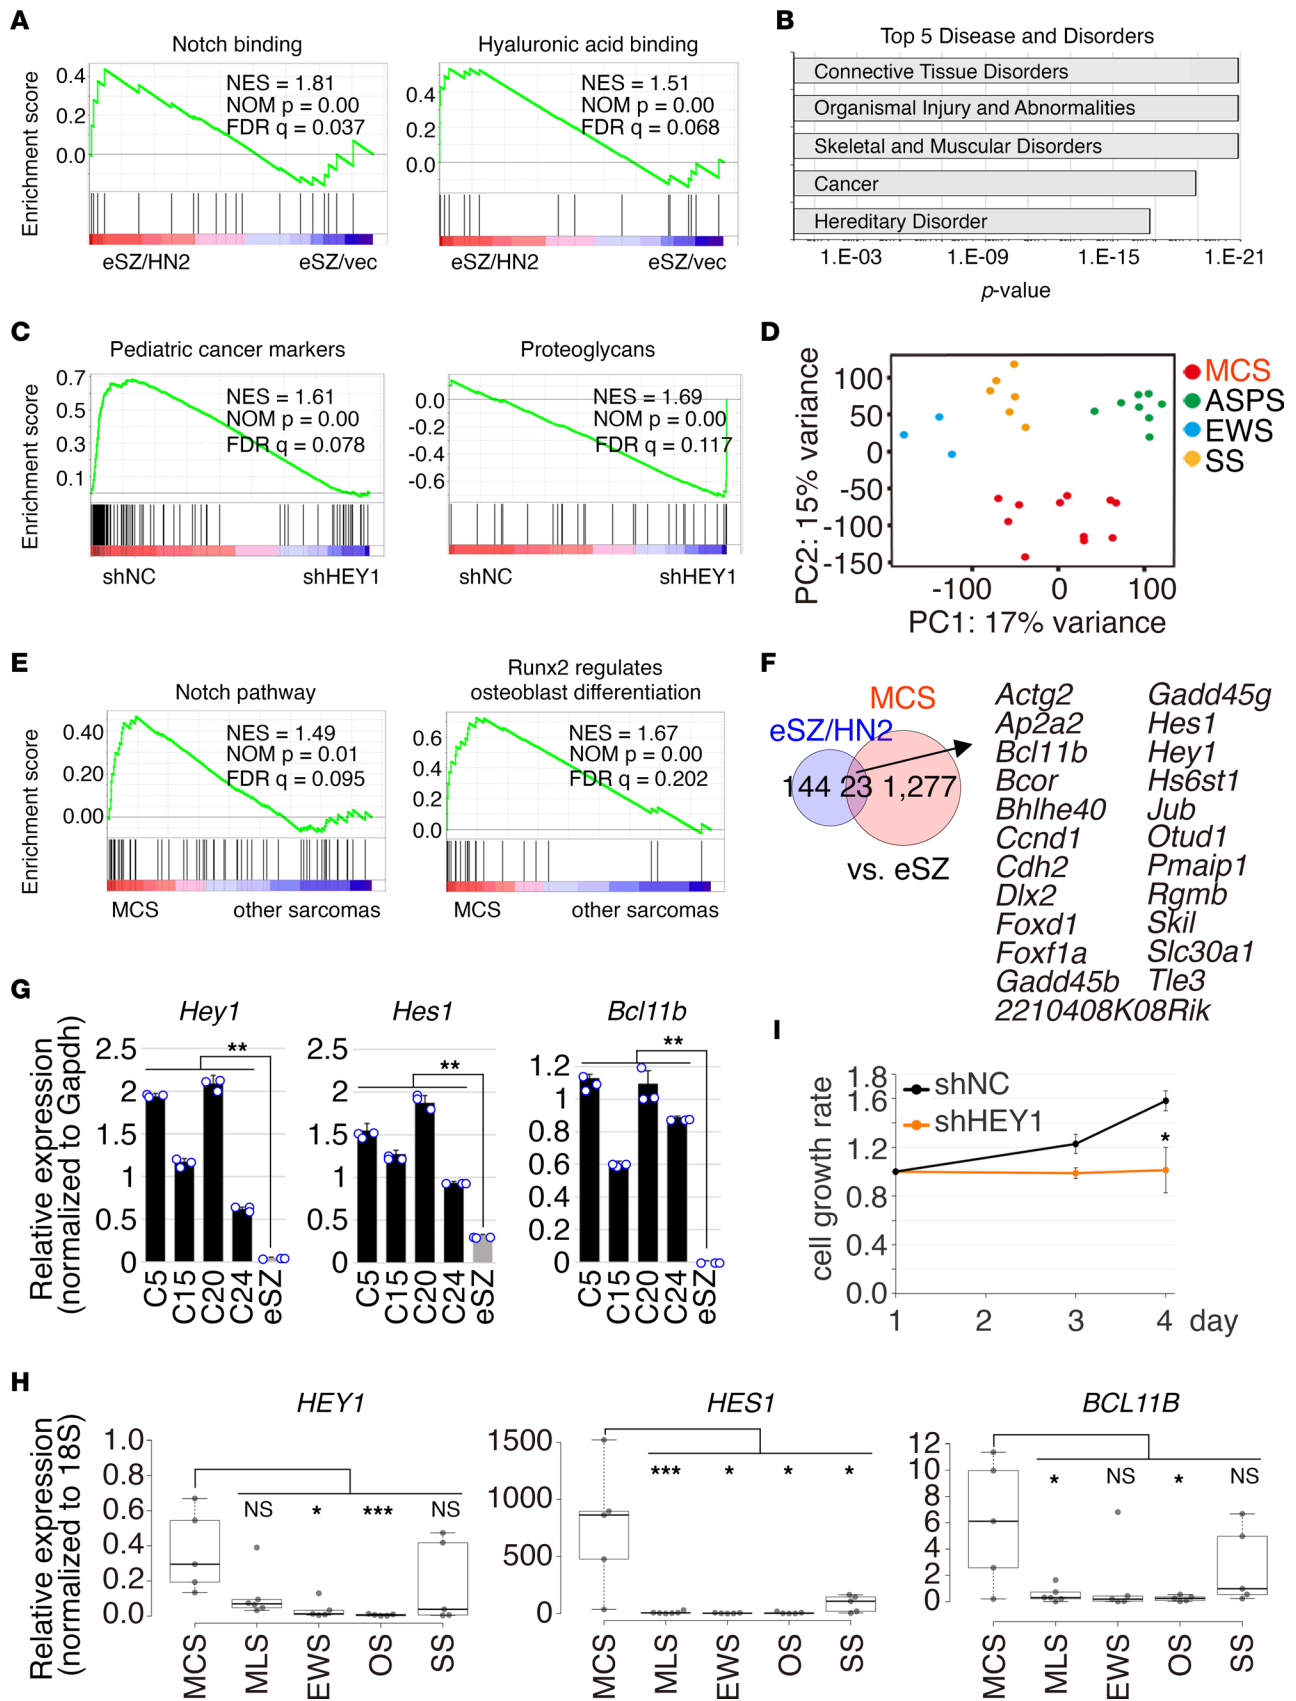 A
Notch binding
Enrichment score
0.4
0.2
0.0
NES = 1.81
NOM p = 0.00
FDR q = 0.037
eSZ/HN2
eSZ/vec
Hyaluronic acid binding
0.4
0.2
0.0
NES = 1.51
NOM p = 0.00
FDR q = 0.068
eSZ/HN2
eSZ/vec
B
Top 5 Disease and Disorders
Connective Tissue Disorders
Organismal Injury and Abnormalities
Skeletal and Muscular Disorders
Cancer
Hereditary Disorder
1.E-03 1.E-09 1.E-15 1.E-21
p-value
C
Pediatric cancer markers
Enrichment score
0.7
0.5
0.3
0.1
NES = 1.61
NOM p = 0.00
FDR q = 0.078
shNC
shHEY1
Proteoglycans
0.0
-0.2
-0.4
-0.6
NES = 1.69
NOM p = 0.00
FDR q = 0.117
shNC
shHEY1
D
PC2: 15% variance
100
50
0
-50
-100
-150
-100 0 100
PC1: 17% variance
MCS
ASPS
EWS
SS
E
Notch pathway
Enrichment score
0.40
0.20
0.00
NES = 1.49
NOM p = 0.01
FDR q = 0.095
MCS
other sarcomas
Runx2 regulates
osteoblast differentiation
0.6
0.4
0.2
0.0
NES = 1.67
NOM p = 0.00
FDR q = 0.202
MCS
other sarcomas
F
MCS
eSZ/HN2
144 23 1,277
vs. eSZ
Actg2
Ap2a2
Bcl11b
Bcor
Bhlhe40
Ccnd1
Cdh2
Dlx2
Foxd1
Foxf1a
Gadd45b
2210408K08Rik
Gadd45g
Hes1
Hey1
Hs6st1
Jub
Otud1
Pmaip1
Rgmb
Skil
Slc30a1
Tle3
G
Relative expression
(normalized to Gapdh)
Hey1
2.5
2
1.5
1
0.5
0
**
C5 C15 C20 C24 eSZ
Hes1
2.5
2
1.5
1
0.5
0
**
C5 C15 C20 C24 eSZ
Bcl11b
1.2
1
0.8
0.6
0.4
0.2
0
**
C5 C15 C20 C24 eSZ
I
cell growth rate
1.8
1.6
1.2
0.8
0.4
0.0
shNC
shHEY1
*
1 2 3 4 day
H
Relative expression
(normalized to 18S)
HEY1
1.0
0.8
0.6
0.4
0.2
0.0
NS * *** NS
MCS MLS EWS OS SS
HES1
1500
1000
500
0
*** * * *
MCS MLS EWS OS SS
BCL11B
12
10
8
6
4
2
0
* NS * NS
MCS MLS EWS OS SS